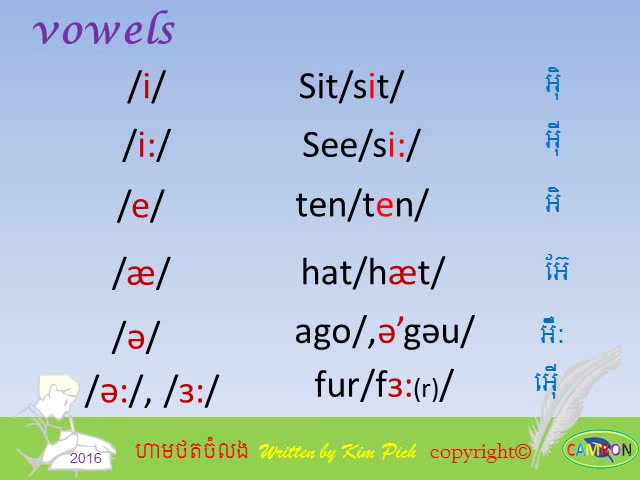 vowels
/i/ Sit/sit/ អ៊ិ
/i:/ See/si:/ អ៊ី
/e/ ten/ten/ អិ
/æ/ hat/hæt/ អ៊ែ
/ə/ ago/,ə’gəu/ អឺ:
/ə:/, /ɜ:/ fur/fɜ:(r)/ អ៊ើ
2016 ហាមថតចំលង Written by Kim Pich copyright© CAMBON